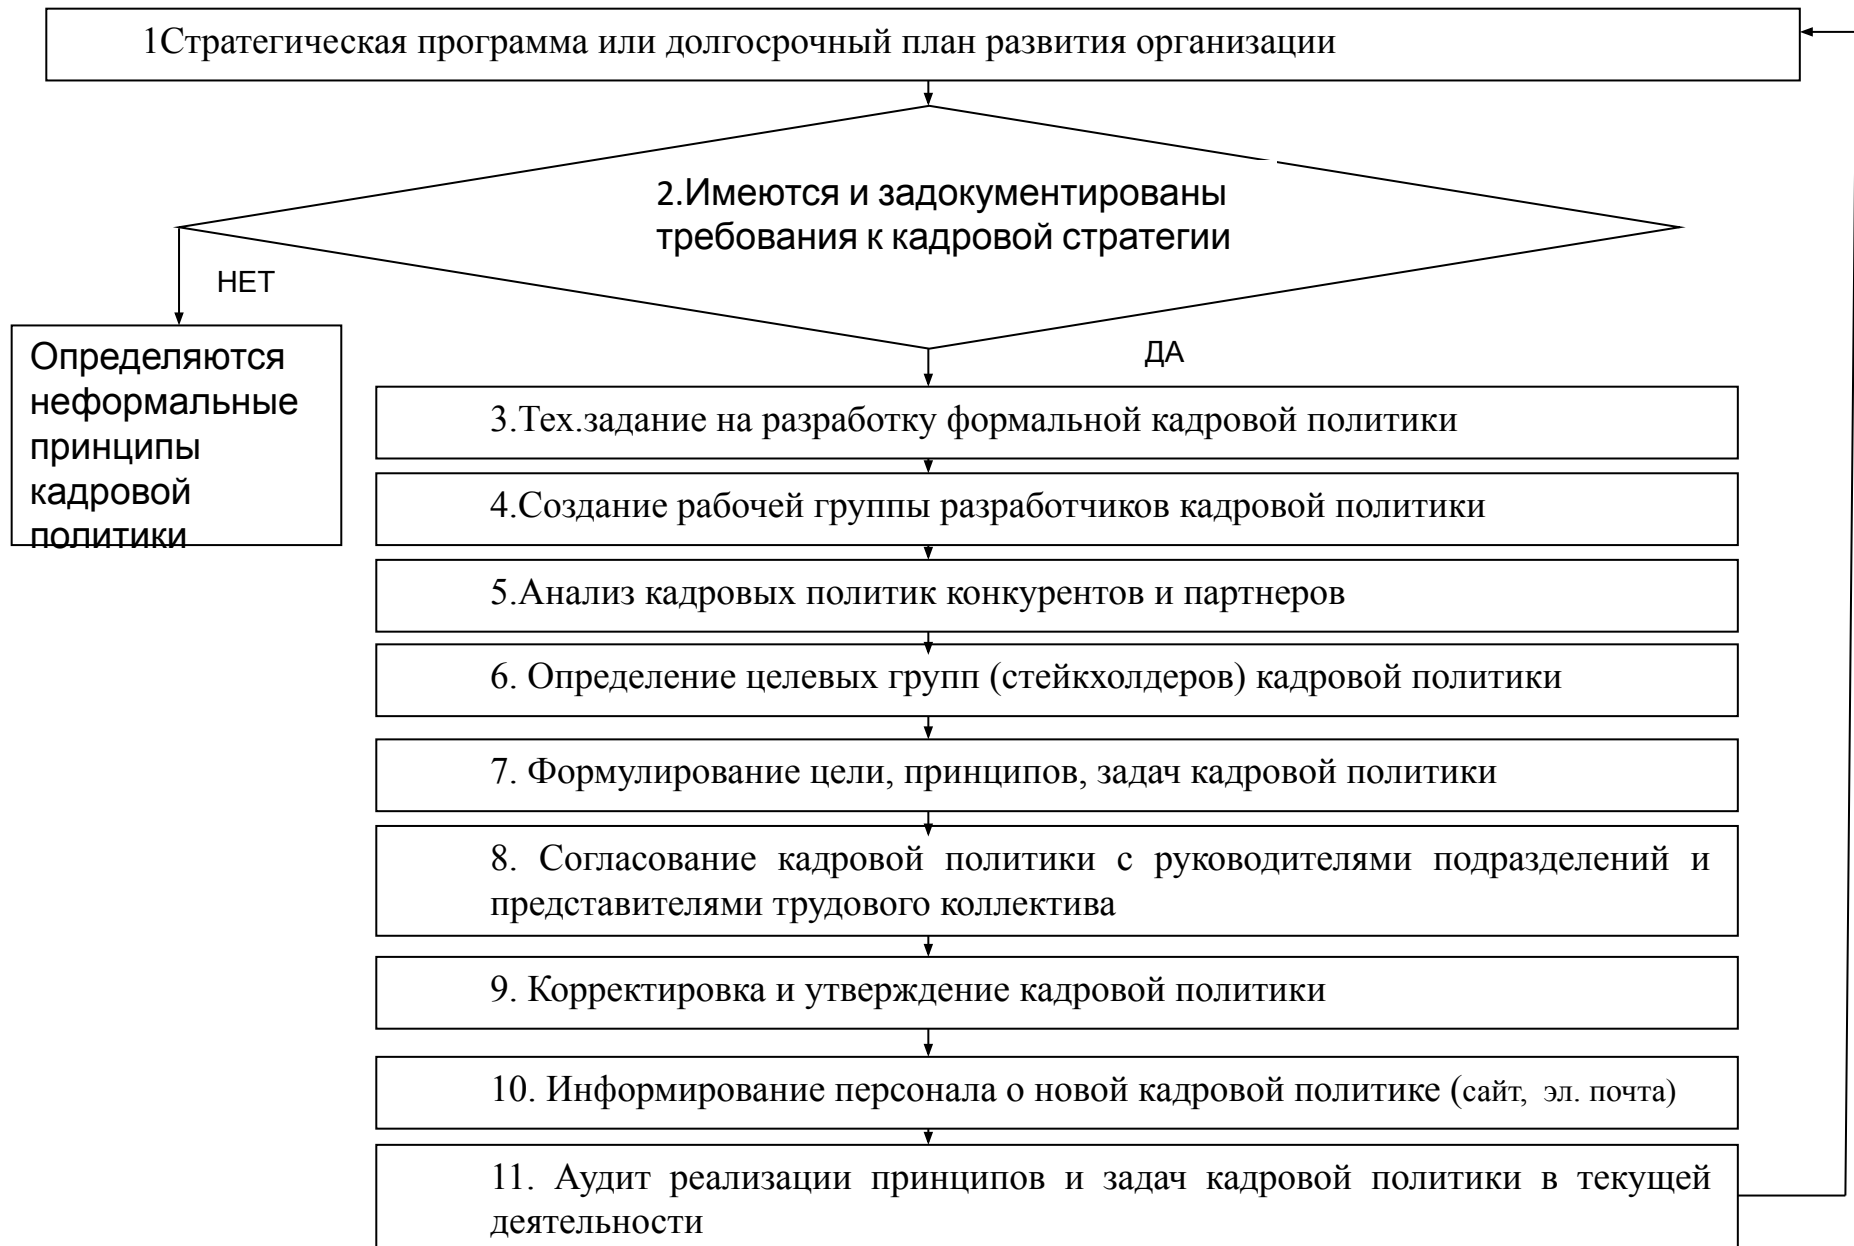 1Стратегическая программа или долгосрочный план развития организации
2.Имеются и задокументированы
требования к кадровой стратегии
НЕТ
ДА
Определяются
неформальные
принципы
кадровой
политики
3.Тех.задание на разработку формальной кадровой политики
4.Создание рабочей группы разработчиков кадровой политики
5.Анализ кадровых политик конкурентов и партнеров
6. Определение целевых групп (стейкхолдеров) кадровой политики
7. Формулирование цели, принципов, задач кадровой политики
8. Согласование кадровой политики с руководителями подразделений и
представителями трудового коллектива
9. Корректировка и утверждение кадровой политики
10. Информирование персонала о новой кадровой политике (сайт, эл. почта)
11. Аудит реализации принципов и задач кадровой политики в текущей
деятельности